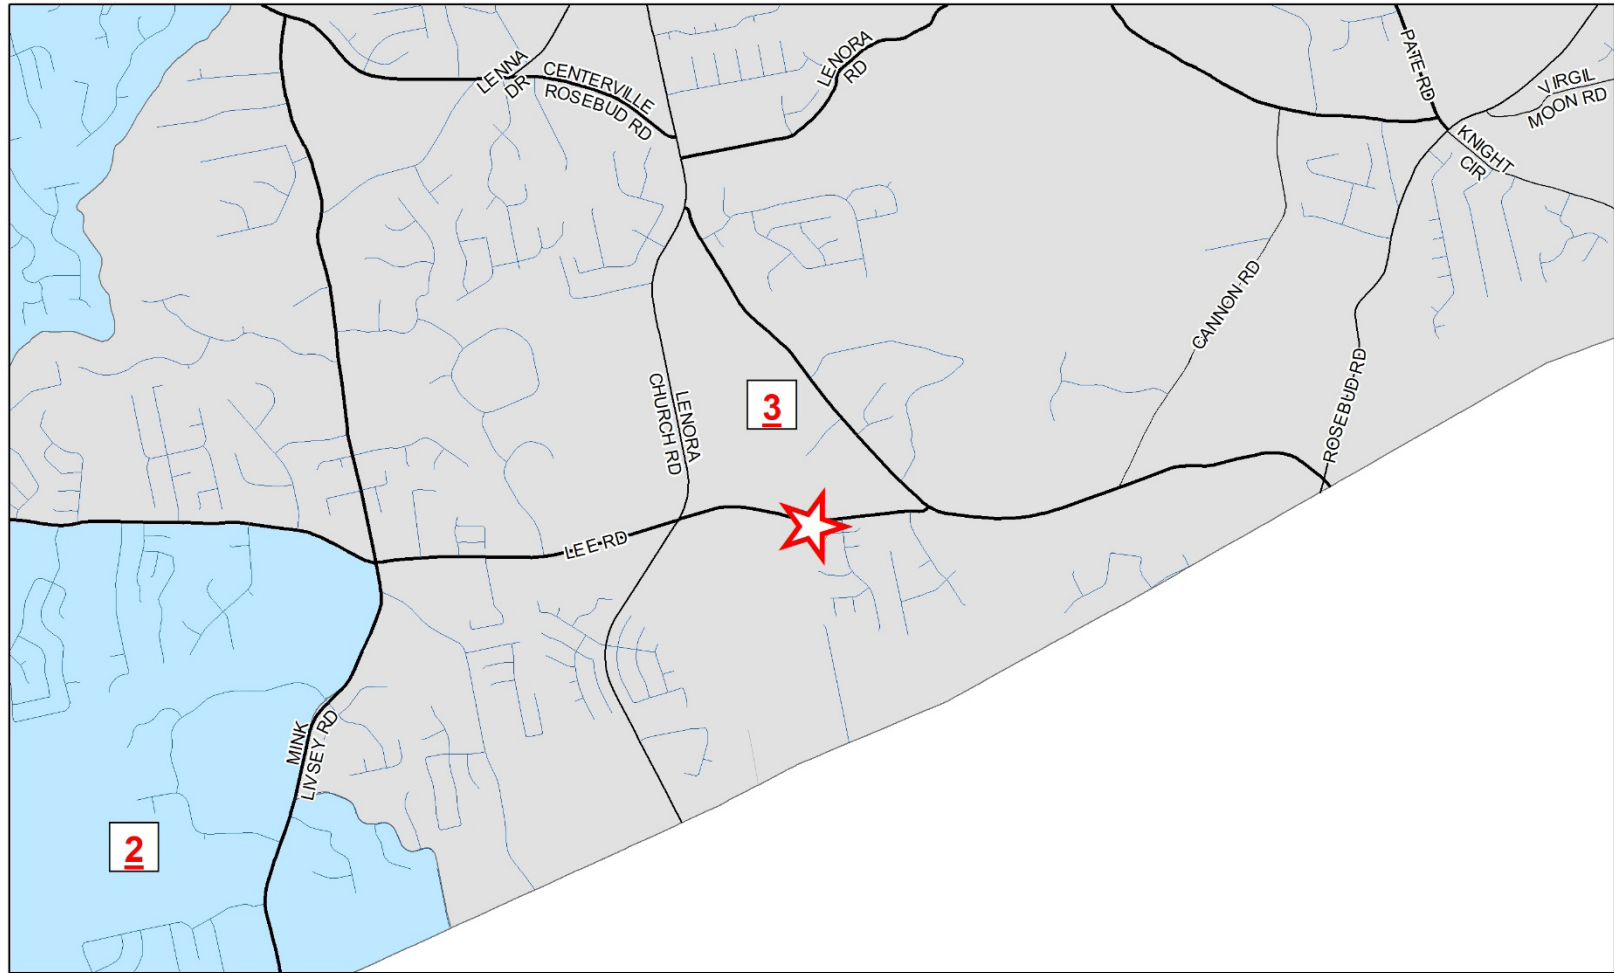 LENNA
DR
CENTERVILLE
ROSEBUD RD
LENORA
RD
PATE RD
VIRGIL
MOON RD
KNIGHT
CIR
CANNON RD
ROSEBUD RD
LENORA
CHURCH RD
3
LEE RD
MINK
LIVSEY RD
2